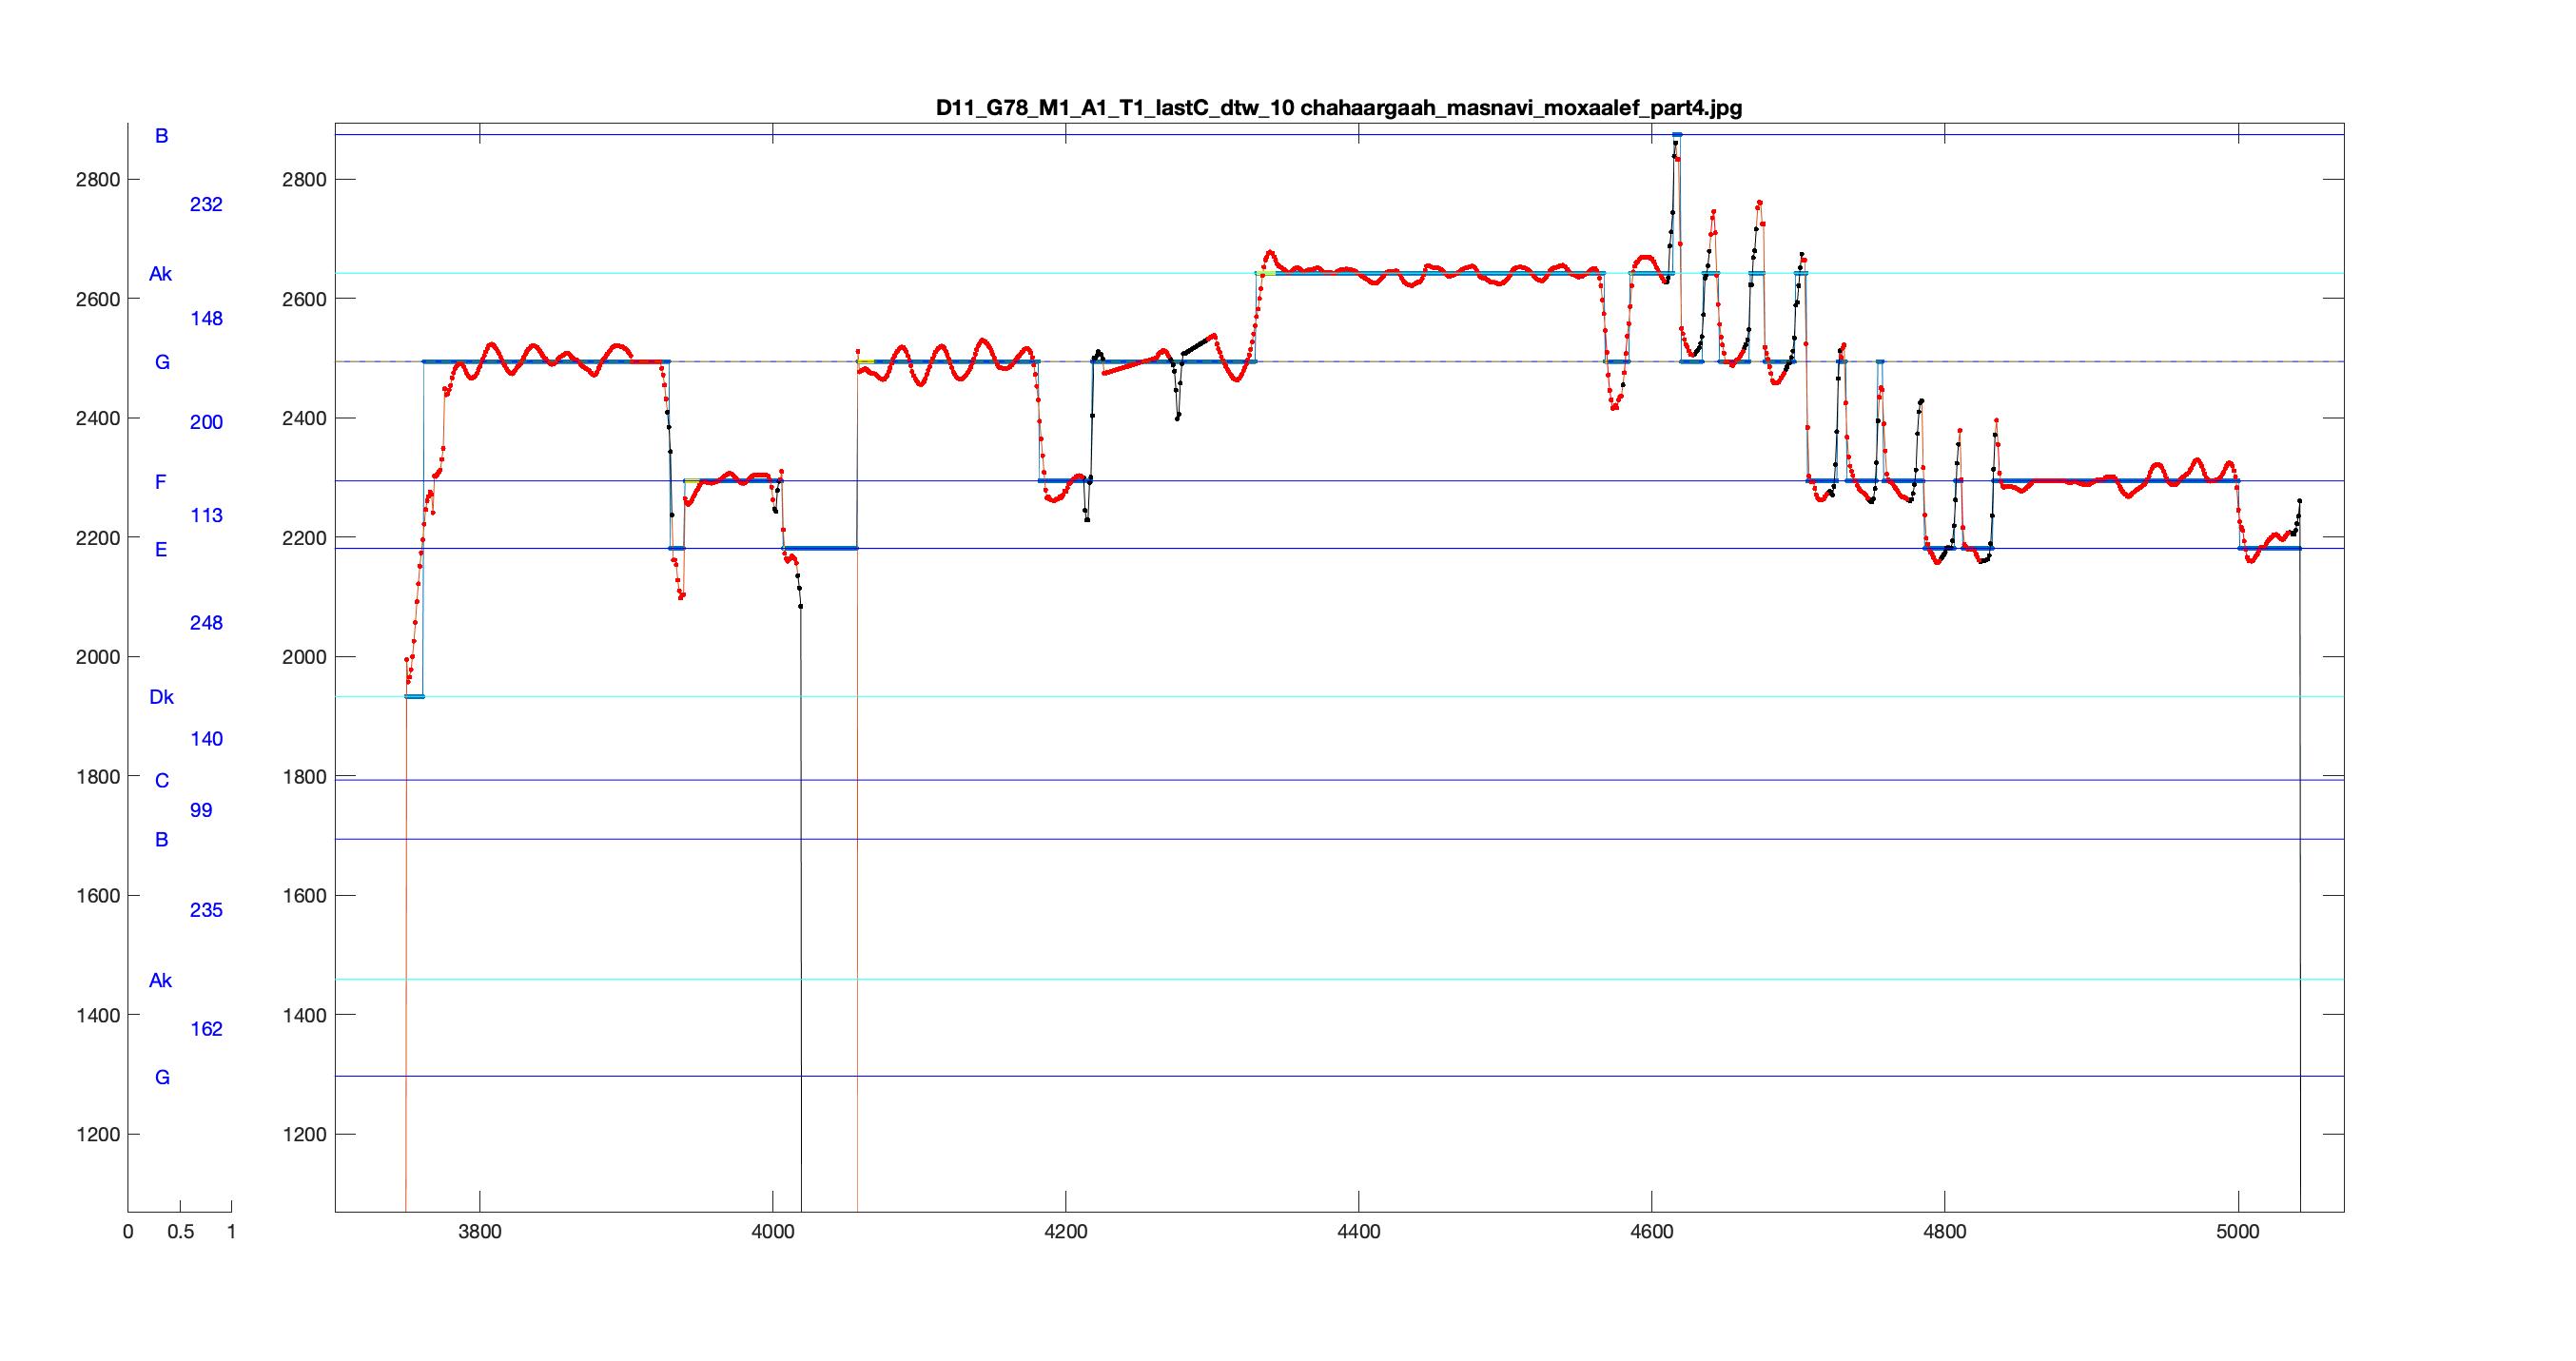 D11_G78_M1_A1_T1_lastC_dtw_10 chahaargaah_masnavi_moxaalef_part4.jpg
B
2800 2800
232
Ak
2600 2600
148
G
200
2400 2400
F
113
2200 2200
E
248
2000 2000
Dk
140
1800 C 1800
99
B
1600 1600
235
Ak
1400 1400
162
G
1200 1200
0 0.5 1 3800 4000 4200 4400 4600 4800 5000